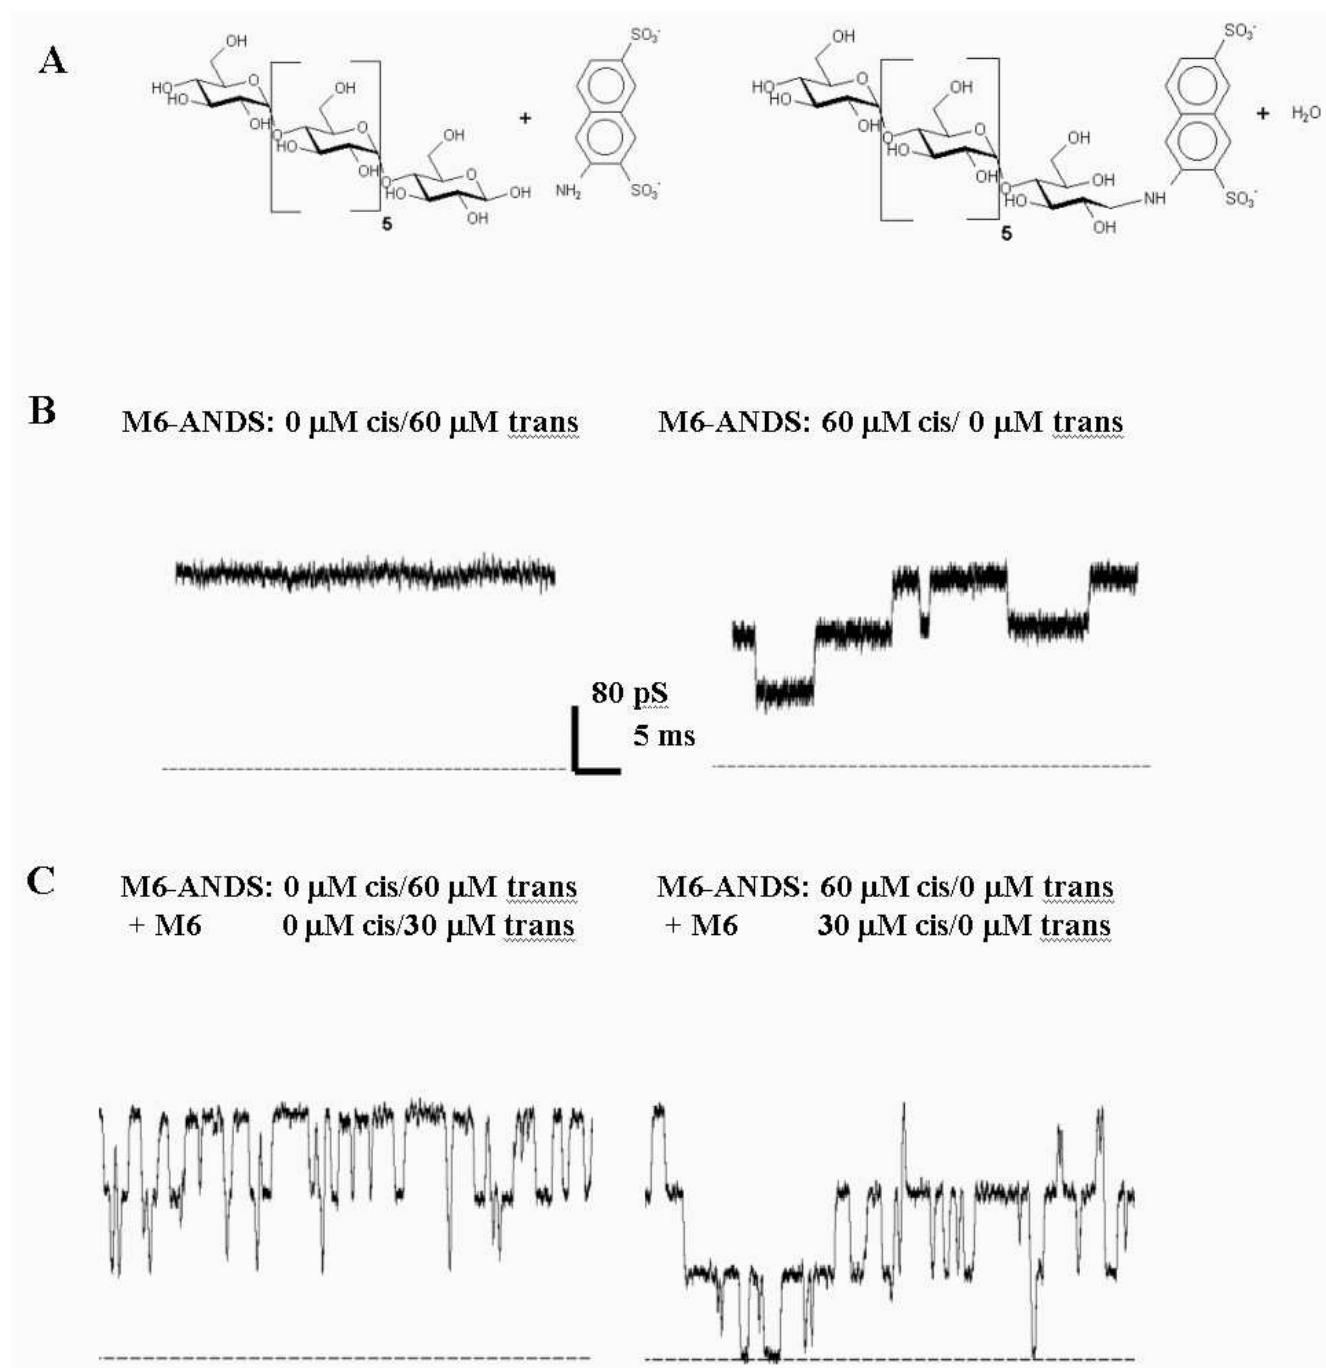 A
OH
O
HO
HO
OH
OH
O
O
HO
OH
5
OH
O
O
HO
OH
OH
+
SO3-
NH2
SO3-
OH
O
HO
HO
OH
OH
O
O
HO
OH
5
OH
OH
O
HO
OH
NH
SO3-
SO3-
+ H2O
B
M6-ANDS: 0 μM cis/60 μM trans
M6-ANDS: 60 μM cis/ 0 μM trans
80 pS
5 ms
C
M6-ANDS: 0 μM cis/60 μM trans
+ M6 0 μM cis/30 μM trans
M6-ANDS: 60 μM cis/0 μM trans
+ M6 30 μM cis/0 μM trans